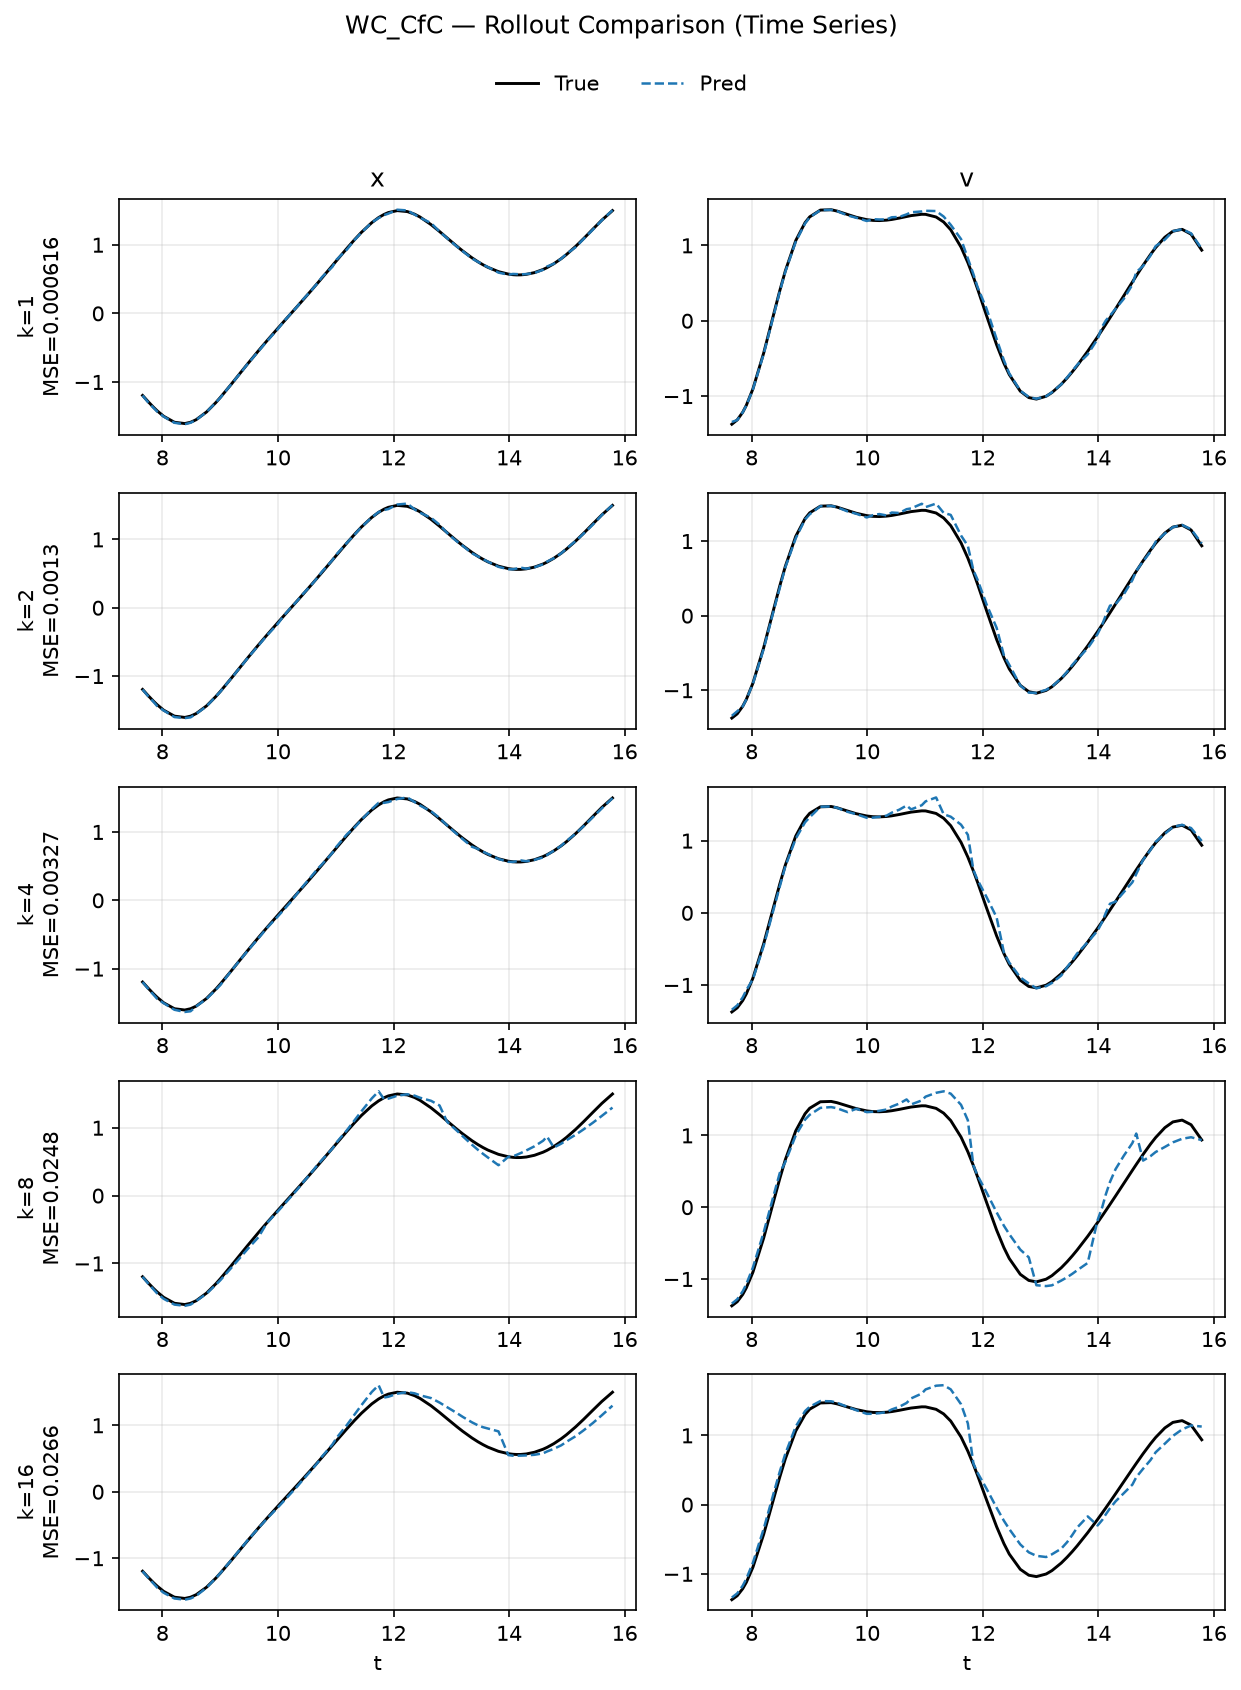 WC_CfC — Rollout Comparison (Time Series)
True
Pred
x
v
k=1
MSE=0.000616
1
0
−1
8 10 12 14 16
1
0
−1
8 10 12 14 16
k=2
MSE=0.0013
1
0
−1
8 10 12 14 16
1
0
−1
8 10 12 14 16
k=4
MSE=0.00327
1
0
−1
8 10 12 14 16
1
0
−1
8 10 12 14 16
k=8
MSE=0.0248
1
0
−1
8 10 12 14 16
1
0
−1
8 10 12 14 16
k=16
MSE=0.0266
1
0
−1
8 10 12 14 16
t
1
0
−1
8 10 12 14 16
t